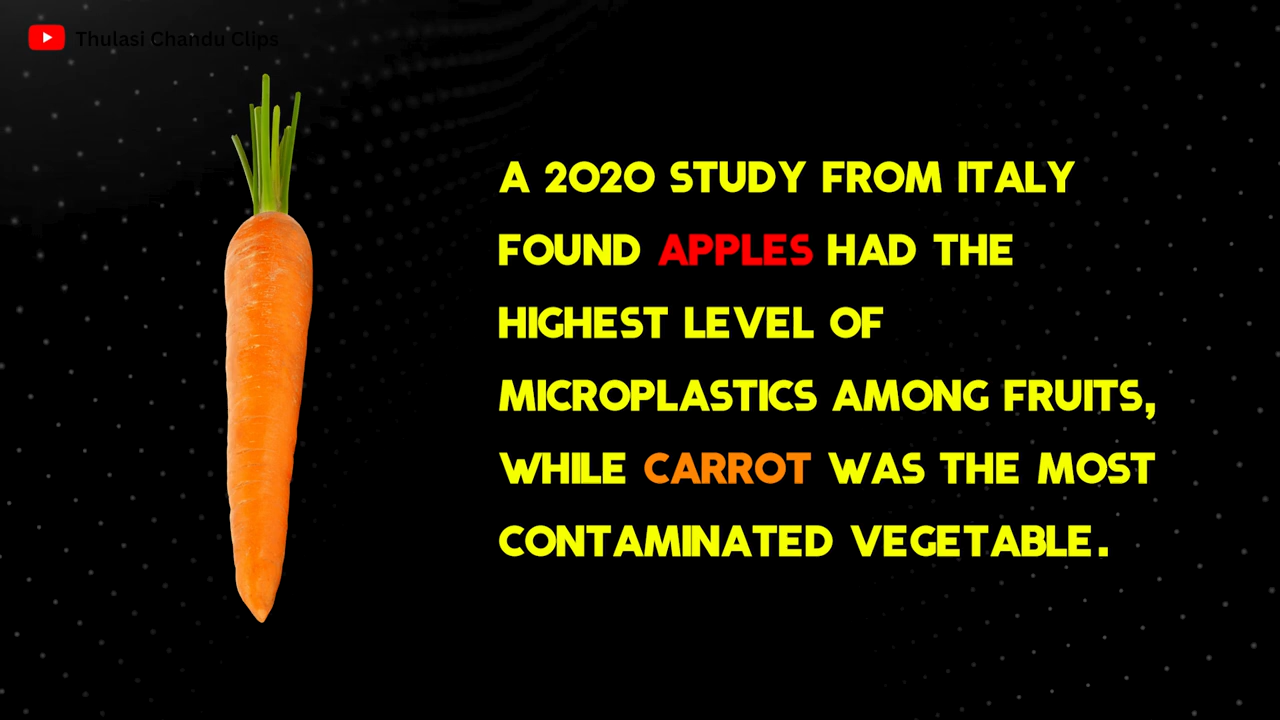 Thulasi Chandu Clips
A 2020 STUDY FROM ITALY
FOUND APPLES HAD THE
HIGHEST LEVEL OF
MICROPLASTICS AMONG FRUITS,
WHILE CARROT WAS THE MOST
CONTAMINATED VEGETABLE.